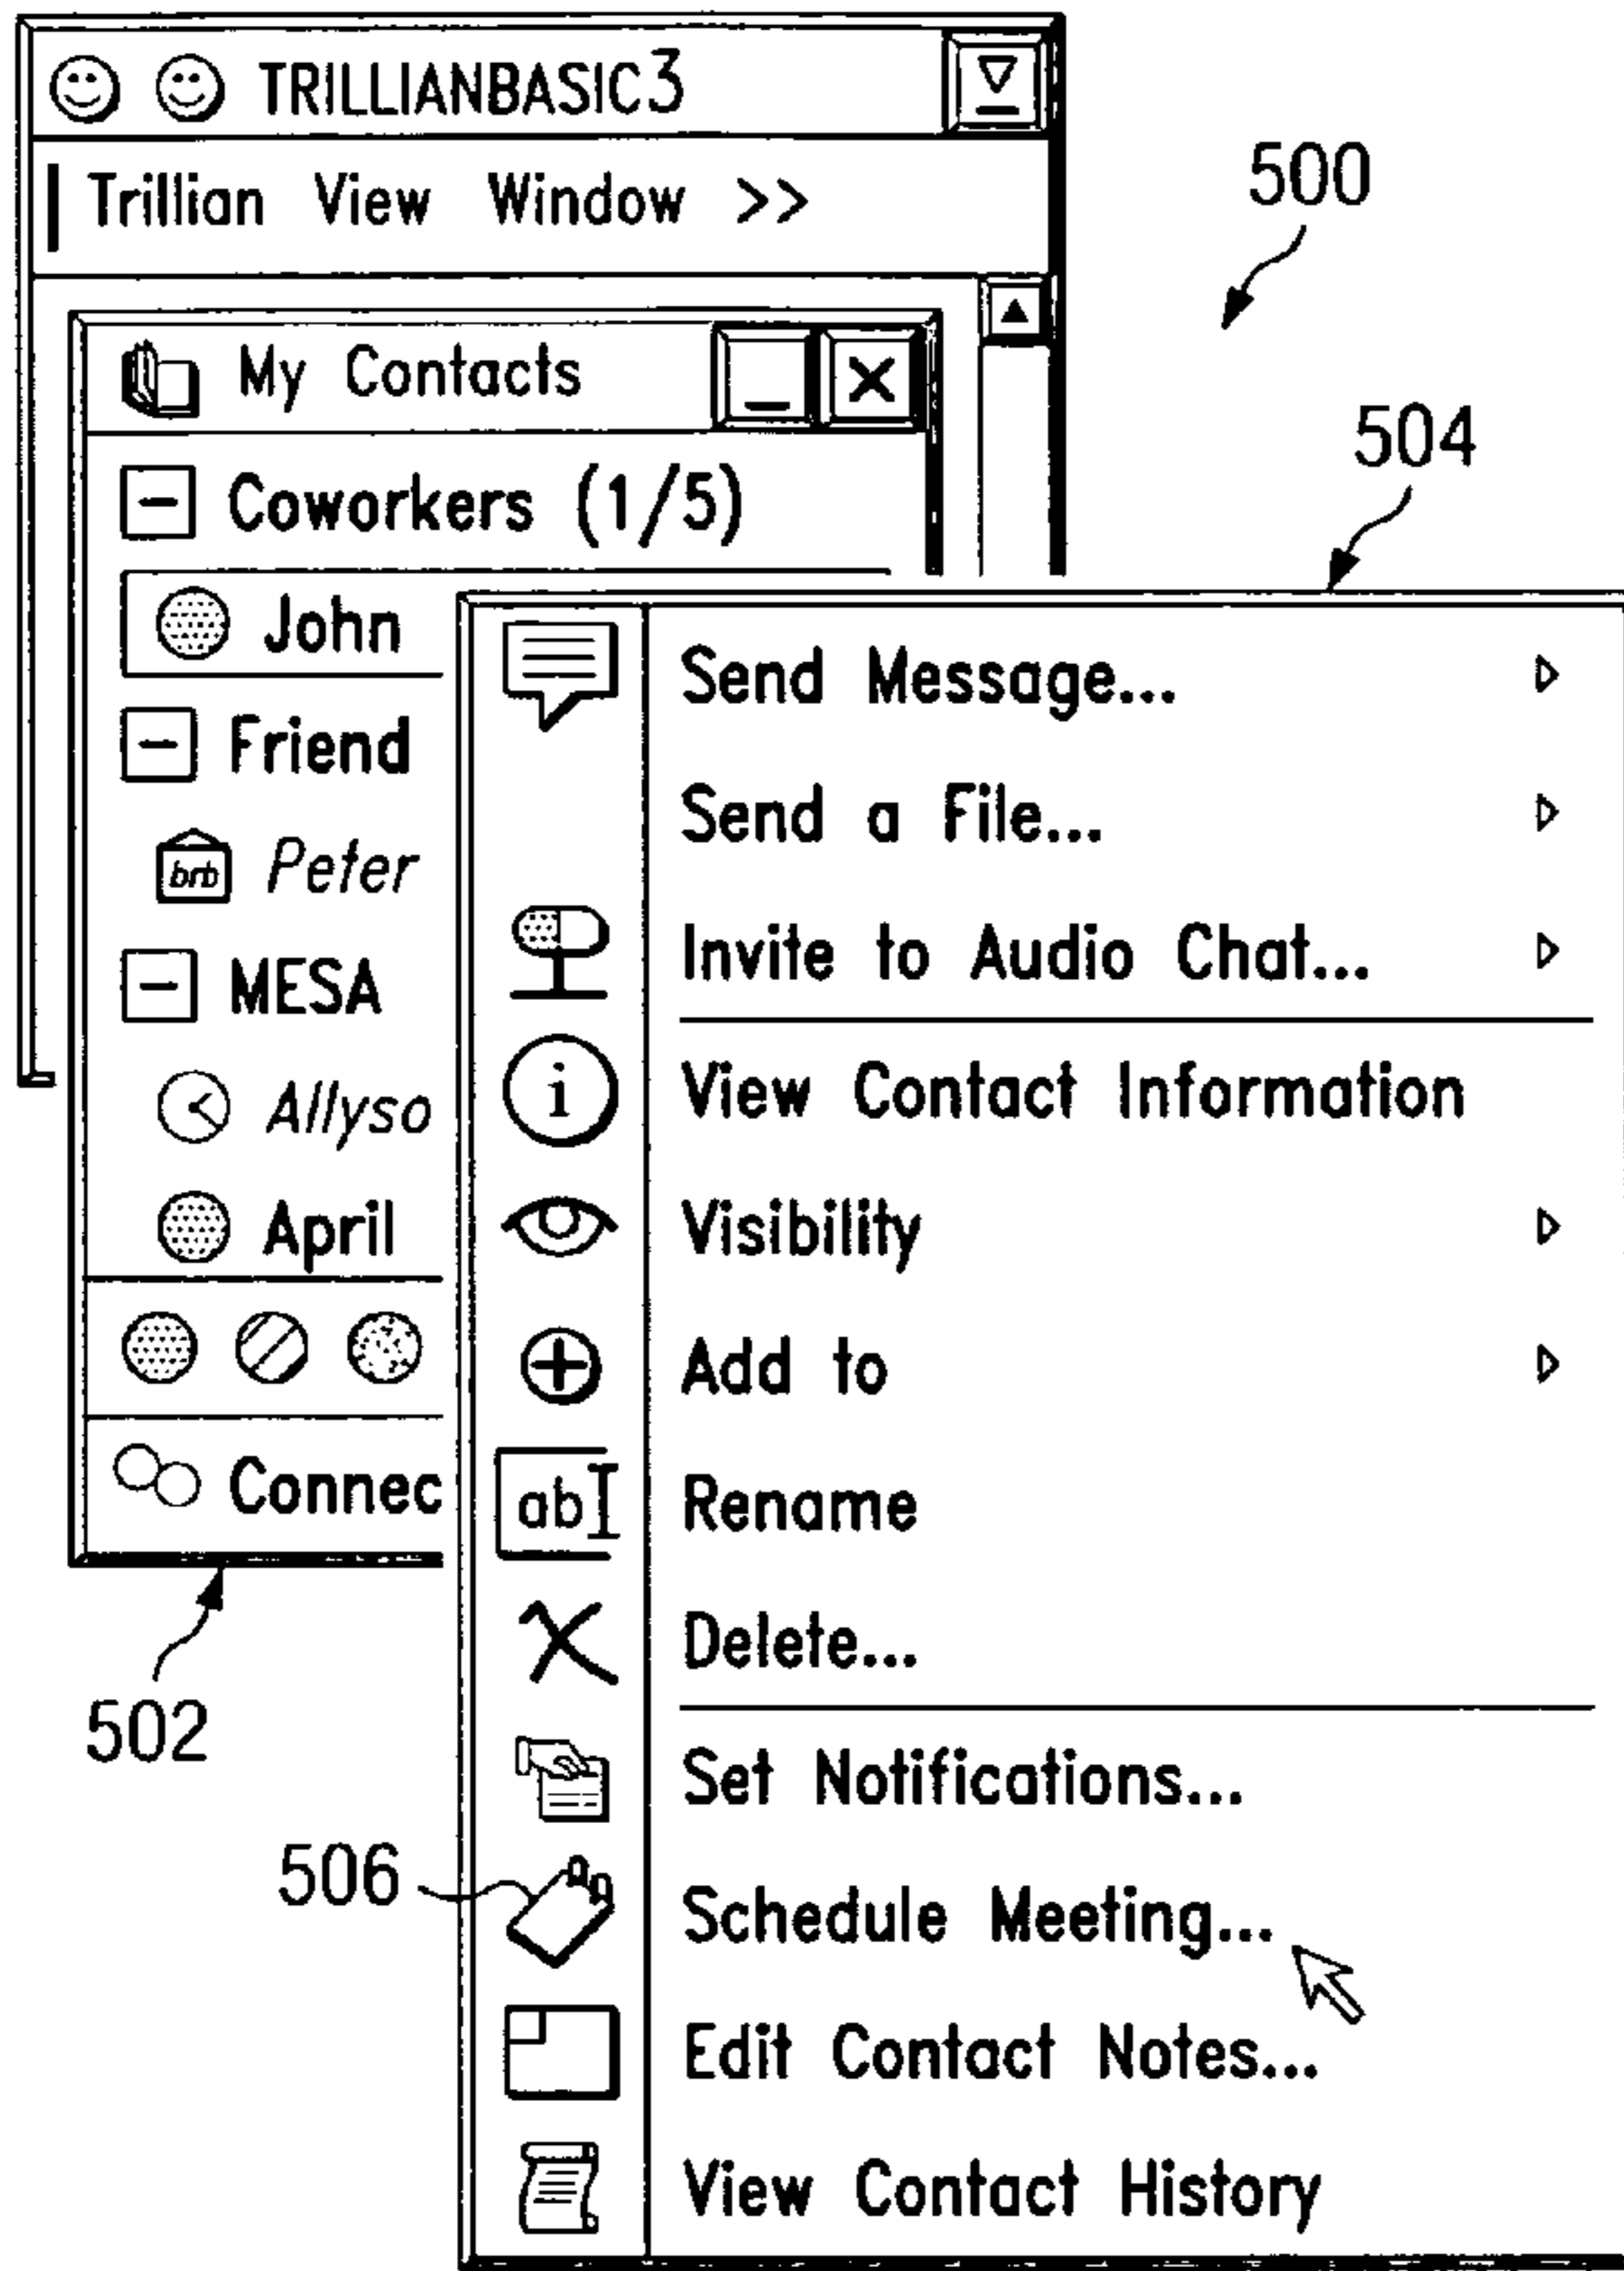 TRILLIANBASIC3
Trillian View Window >>
500
My Contacts
504
Coworkers (1/5)
John
Friend
brb Peter
MESA
Allyso
April
Connec
502
Send Message...
Send a File...
Invite to Audio Chat...
i View Contact Information
Visibility
Add to
ab Rename
Delete...
Set Notifications...
506 Schedule Meeting...
Edit Contact Notes...
View Contact History